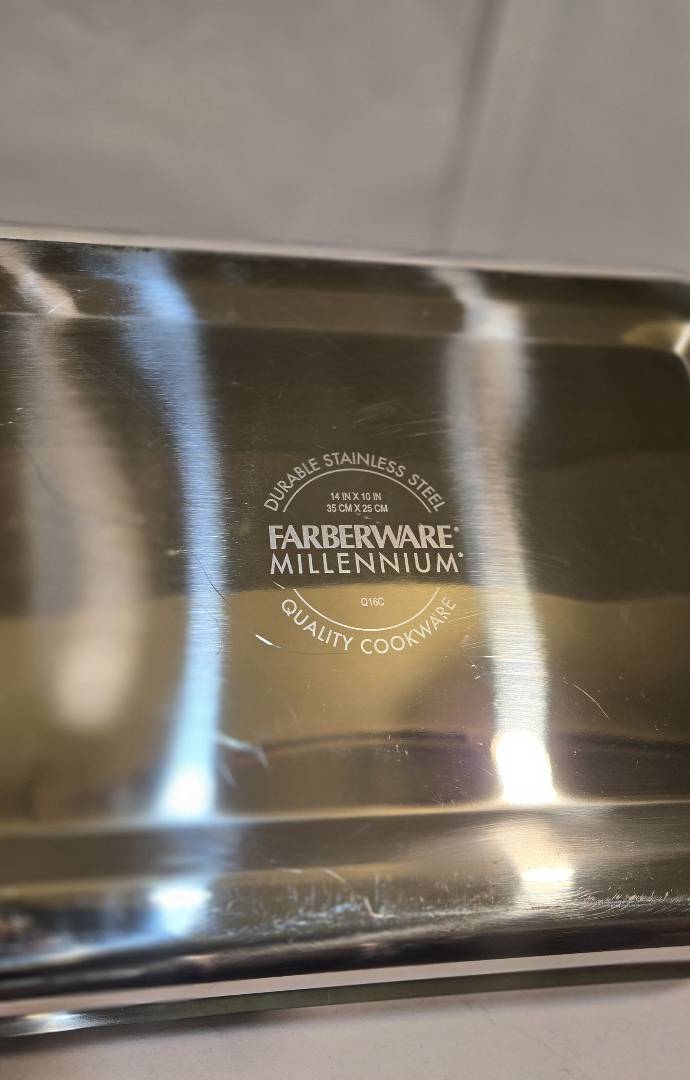 DURABLE STAINLESS STEEL
14 IN X 10 IN
35 CM X 25 CM
FARBERWARE®
MILLENNIUM®
Q16C
QUALITY COOKWARE